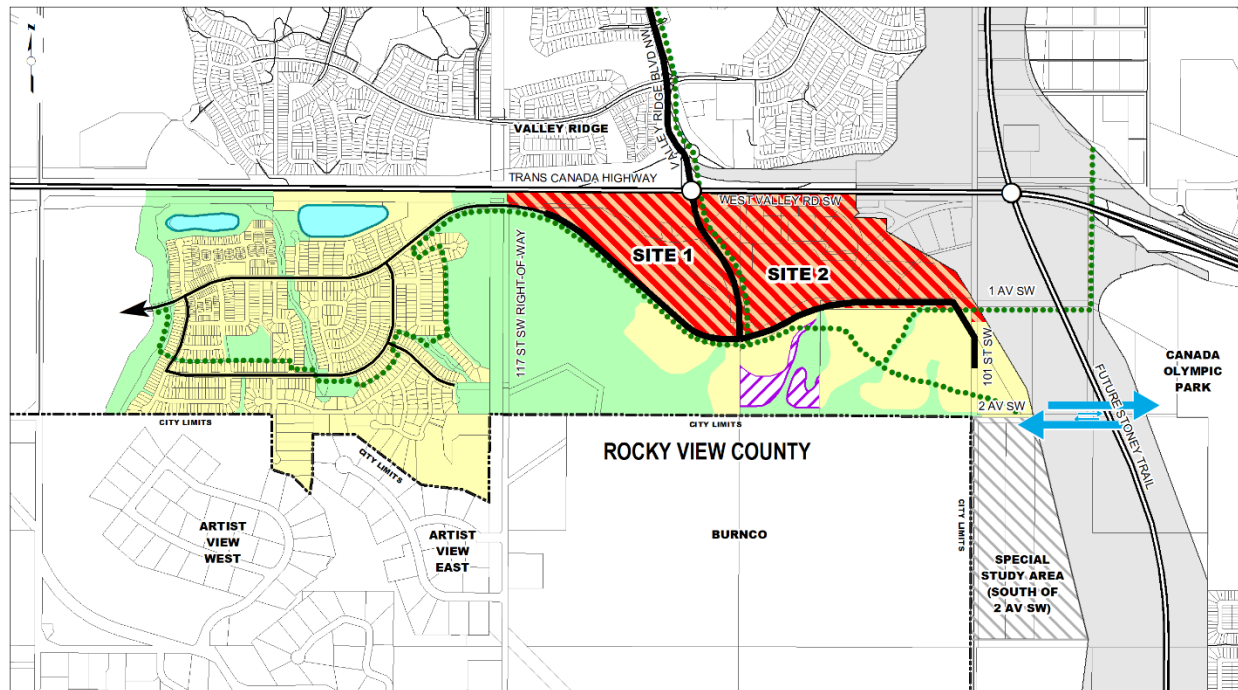 N
VALLEY RIDGE BLVD NW
VALLEY RIDGE
TRANS CANADA HIGHWAY
WEST VALLEY RD SW
SITE 1
SITE 2
117 ST SW RIGHT-OF-WAY
1 AV SW
101 ST SW
CANADA
OLYMPIC
PARK
FUTURE STONEY TRAIL
2 AV SW
CITY LIMITS
CITY LIMITS
CITY LIMITS
ROCKY VIEW COUNTY
ARTIST
VIEW
WEST
ARTIST
VIEW
EAST
BURNCO
CITY LIMITS
SPECIAL
STUDY AREA
(SOUTH OF
2 AV SW)